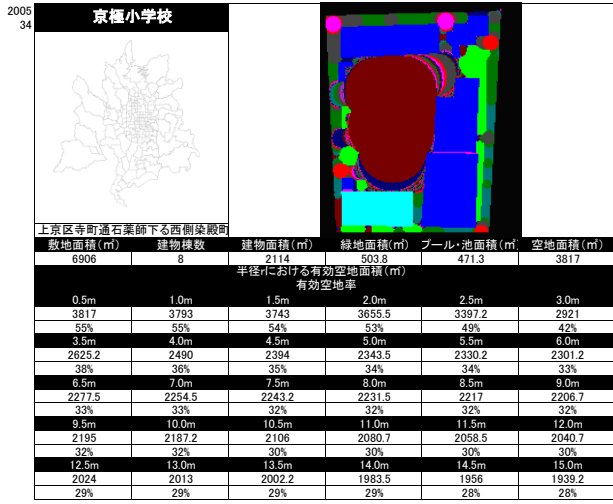 2005
34
京極小学校
上京区寺町通石薬師下る西側染殿町
敷地面積(㎡) 建物棟数 建物面積(㎡) 緑地面積(㎡) プール・池面積(㎡) 空地面積(㎡)
6906 8 2114 503.8 471.3 3817
半径rにおける有効空地面積(㎡)
有効空地率
0.5m 1.0m 1.5m 2.0m 2.5m 3.0m
3817 3793 3743 3655.5 3397.2 2921
55% 55% 54% 53% 49% 42%
3.5m 4.0m 4.5m 5.0m 5.5m 6.0m
2625.2 2490 2394 2343.5 2330.2 2301.2
38% 36% 35% 34% 34% 33%
6.5m 7.0m 7.5m 8.0m 8.5m 9.0m
2277.5 2254.5 2243.2 2231.5 2217 2206.7
33% 33% 32% 32% 32% 32%
9.5m 10.0m 10.5m 11.0m 11.5m 12.0m
2195 2187.2 2106 2080.7 2058.5 2040.7
32% 32% 30% 30% 30% 30%
12.5m 13.0m 13.5m 14.0m 14.5m 15.0m
2024 2013 2002.2 1983.5 1956 1939.2
29% 29% 29% 29% 28% 28%